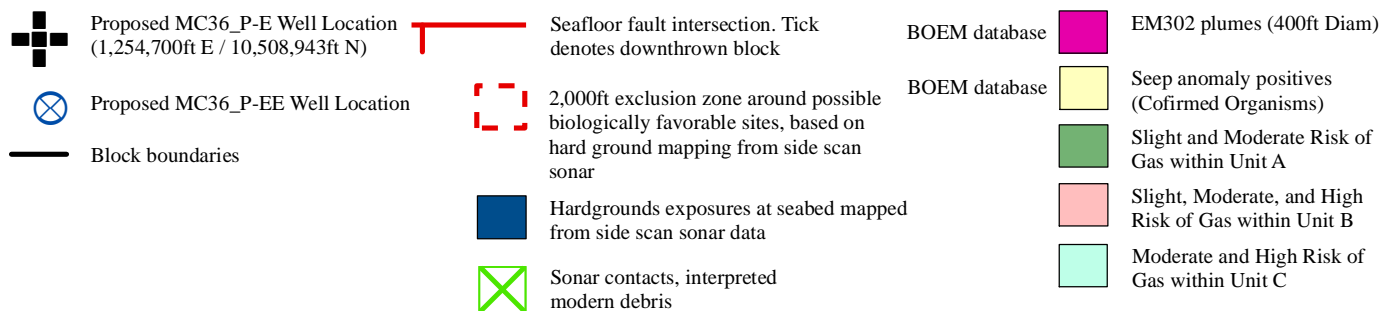 Proposed MC36_P-E Well Location
(1,254,700ft E / 10,508,943ft N)
Proposed MC36_P-EE Well Location
Block boundaries
Seafloor fault intersection. Tick
denotes downthrown block
2,000ft exclusion zone around possible
biologically favorable sites, based on
hard ground mapping from side scan
sonar
Hardgrounds exposures at seabed mapped
from side scan sonar data
Sonar contacts, interpreted
modern debris
BOEM database
EM302 plumes (400ft Diam)
BOEM database
Seep anomaly positives
(Cofirmed Organisms)
Slight and Moderate Risk of
Gas within Unit A
Slight, Moderate, and High
Risk of Gas within Unit B
Moderate and High Risk of
Gas within Unit C